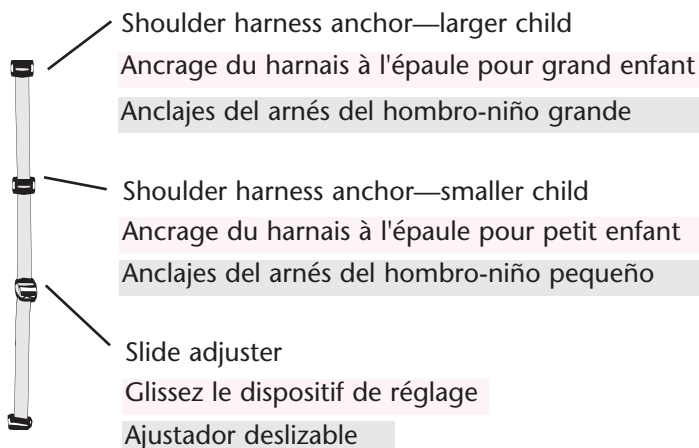 Shoulder harness anchor—larger child
Ancrage du harnais à l'épaule pour grand enfant
Anclajes del arnés del hombro-niño grande
Shoulder harness anchor—smaller child
Ancrage du harnais à l'épaule pour petit enfant
Anclajes del arnés del hombro-niño pequeño
Slide adjuster
Glissez le dispositif de réglage
Ajustador deslizable